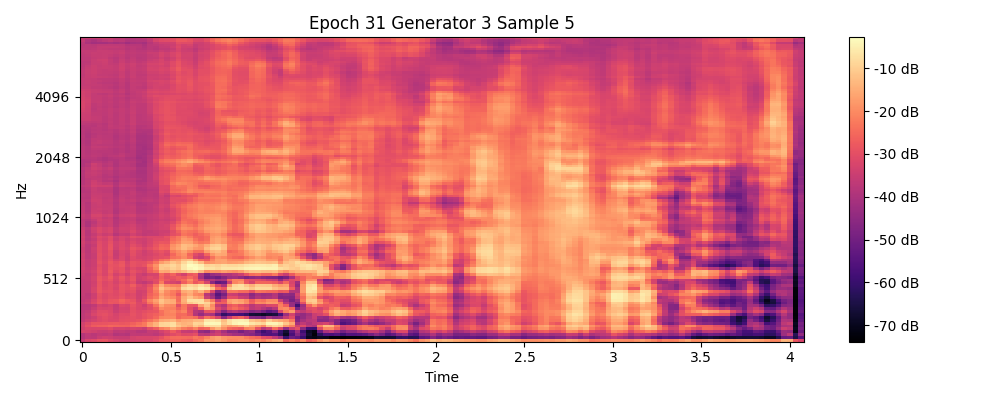 Epoch 31 Generator 3 Sample 5
Hz
4096
2048
1024
512
0
0
0.5
1
1.5
2
2.5
3
3.5
4
Time
-10 dB
-20 dB
-30 dB
-40 dB
-50 dB
-60 dB
-70 dB